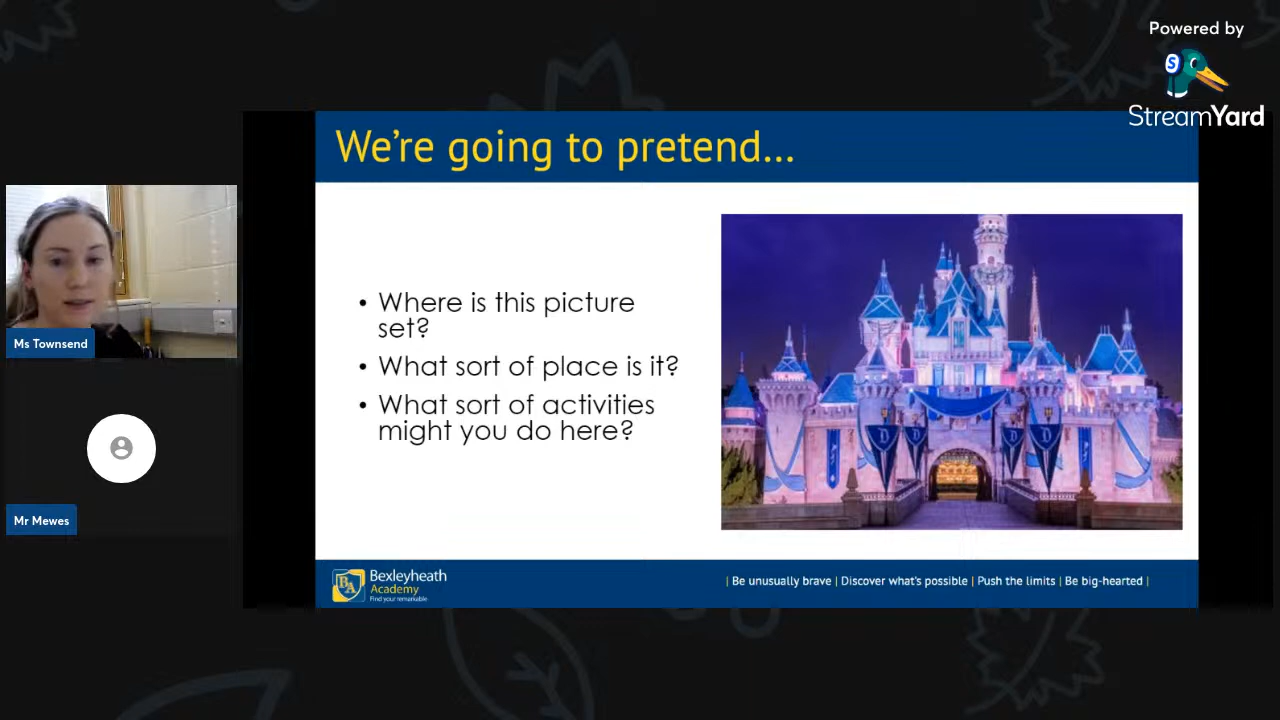 Powered by
S
StreamYard
We're going to pretend...
Ms Townsend
• Where is this picture
set?
• What sort of place is it?
• What sort of activities
might you do here?
D
D
Mr Mewes
BA
Bexleyheath
Academy
Find your remarkable
| Be unusually brave | Discover what's possible | Push the limits | Be big-hearted |